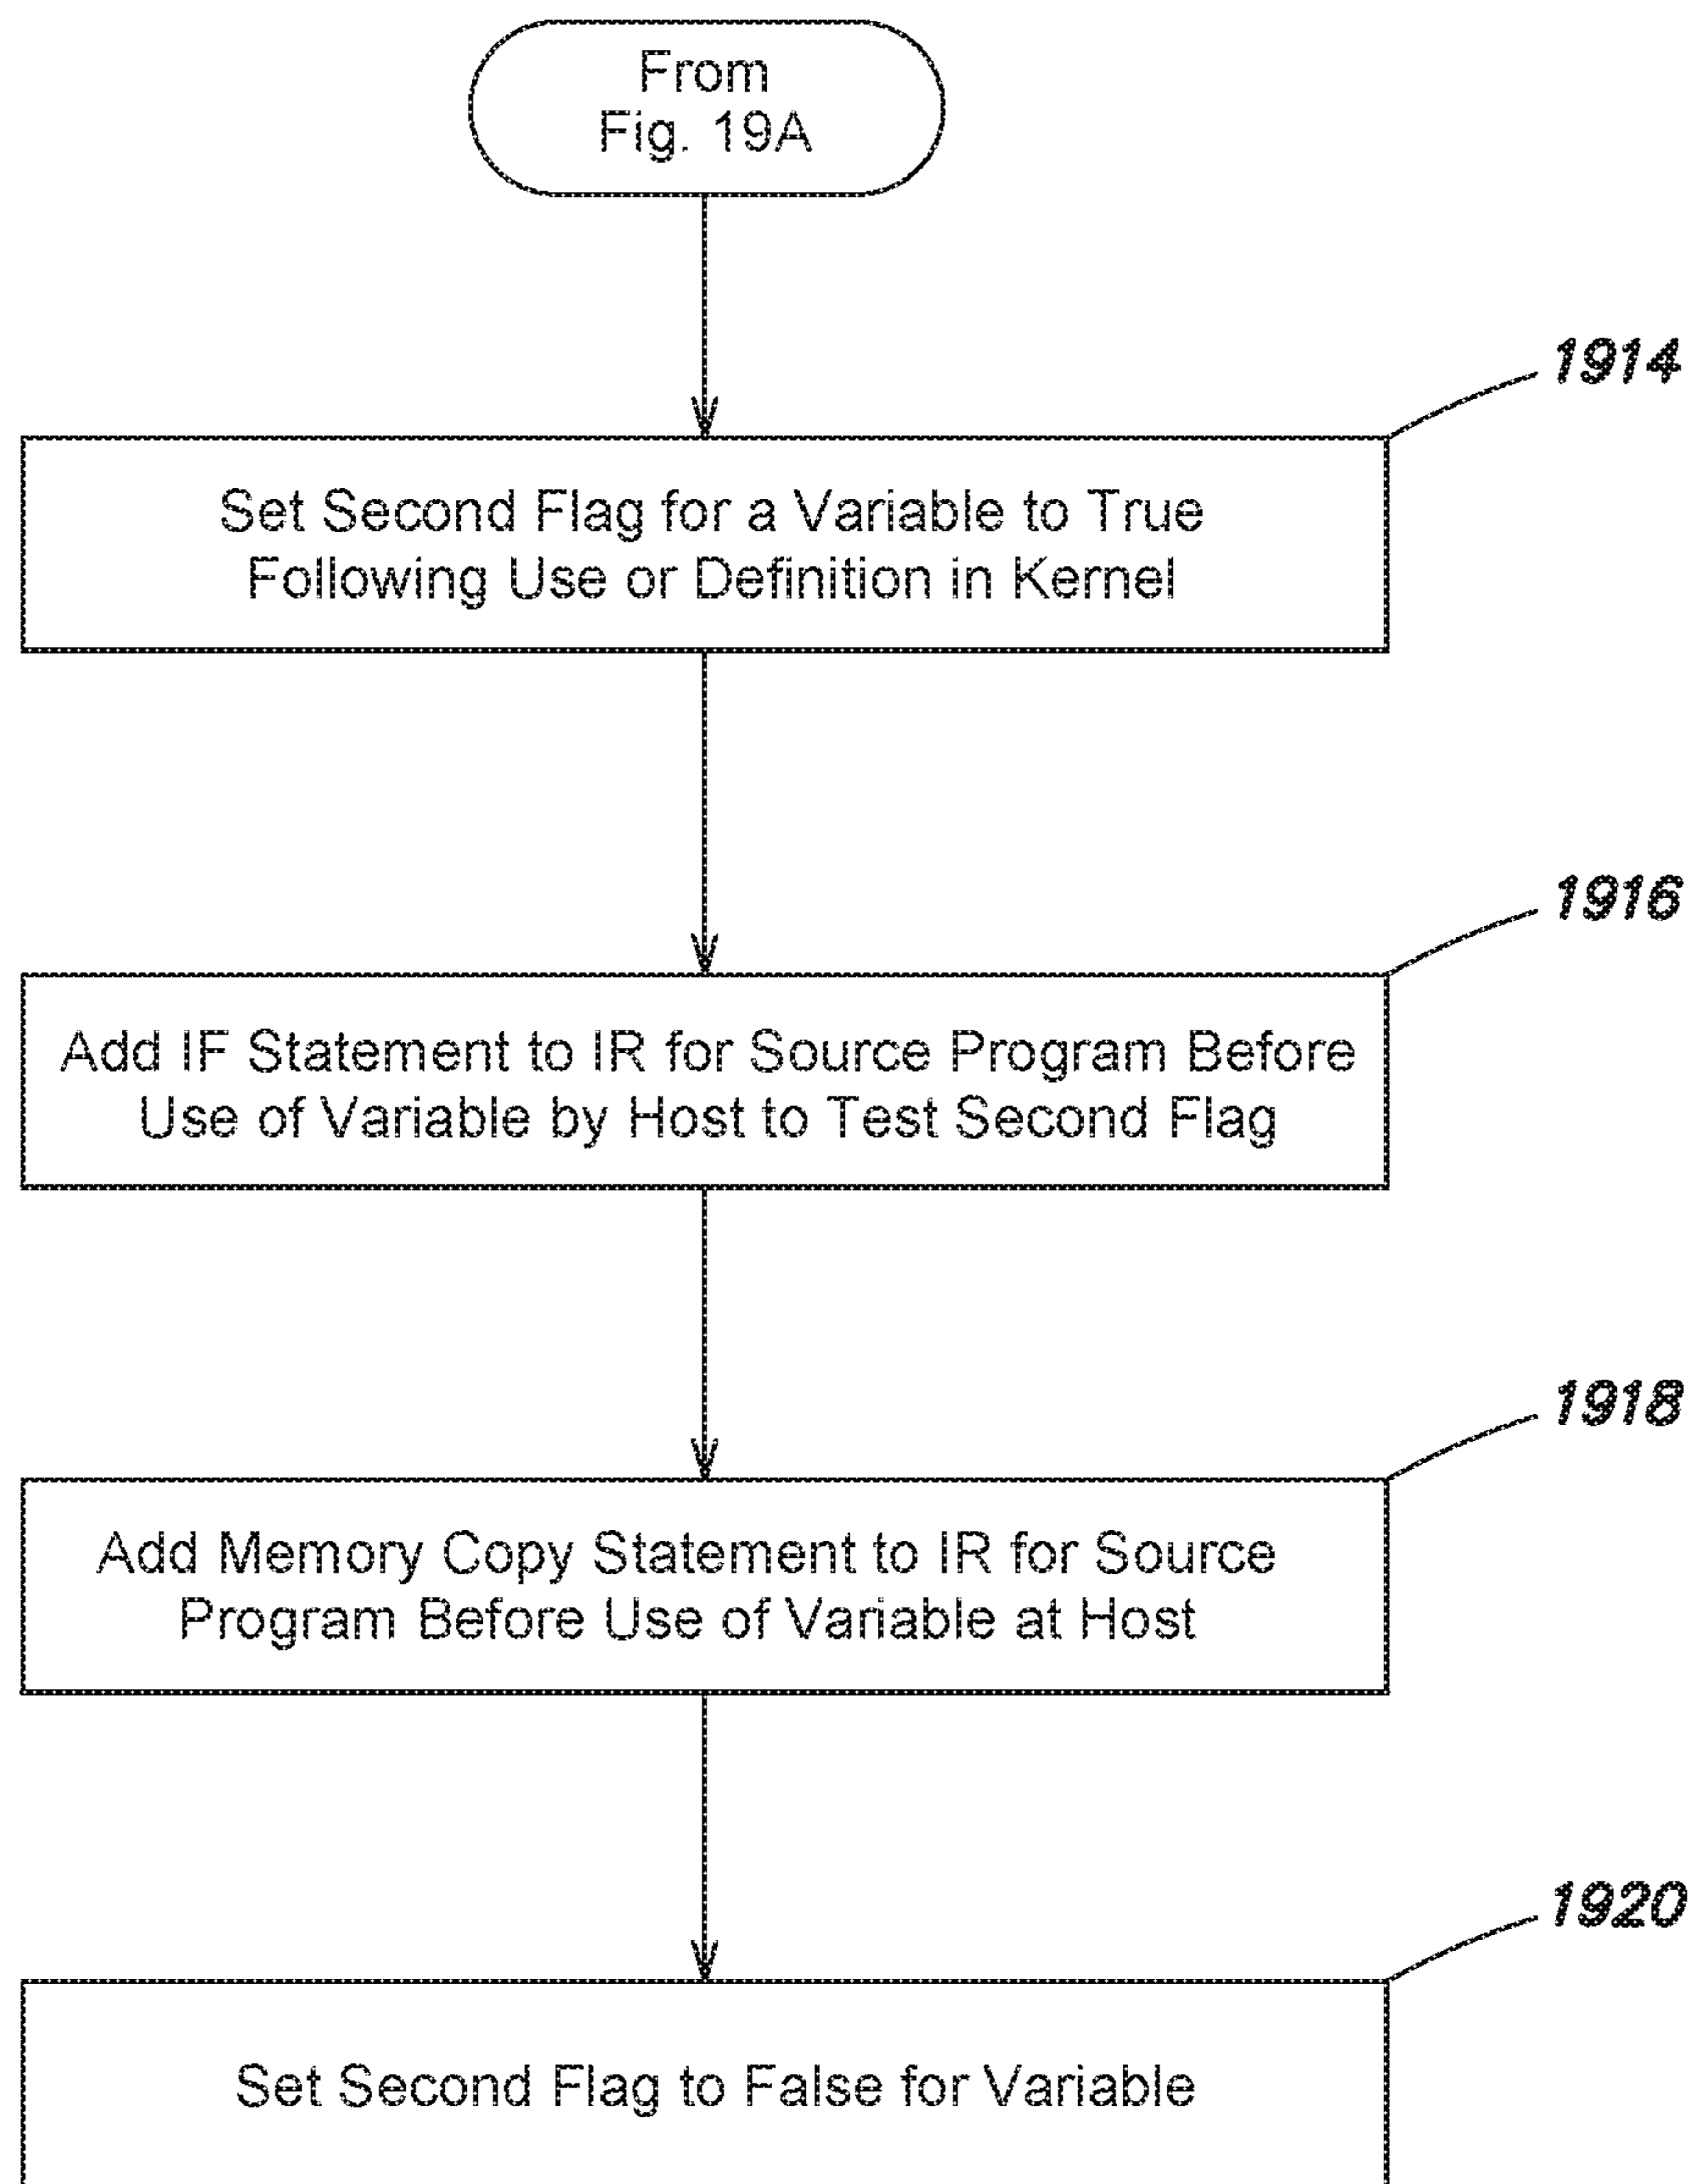 From
Fig. 19A
1914
Set Second Flag for a Variable to True
Following Use or Definition in Kernel
1916
Add IF Statement to IR for Source Program Before
Use of Variable by Host to Test Second Flag
1918
Add Memory Copy Statement to IR for Source
Program Before Use of Variable at Host
1920
Set Second Flag to False for Variable